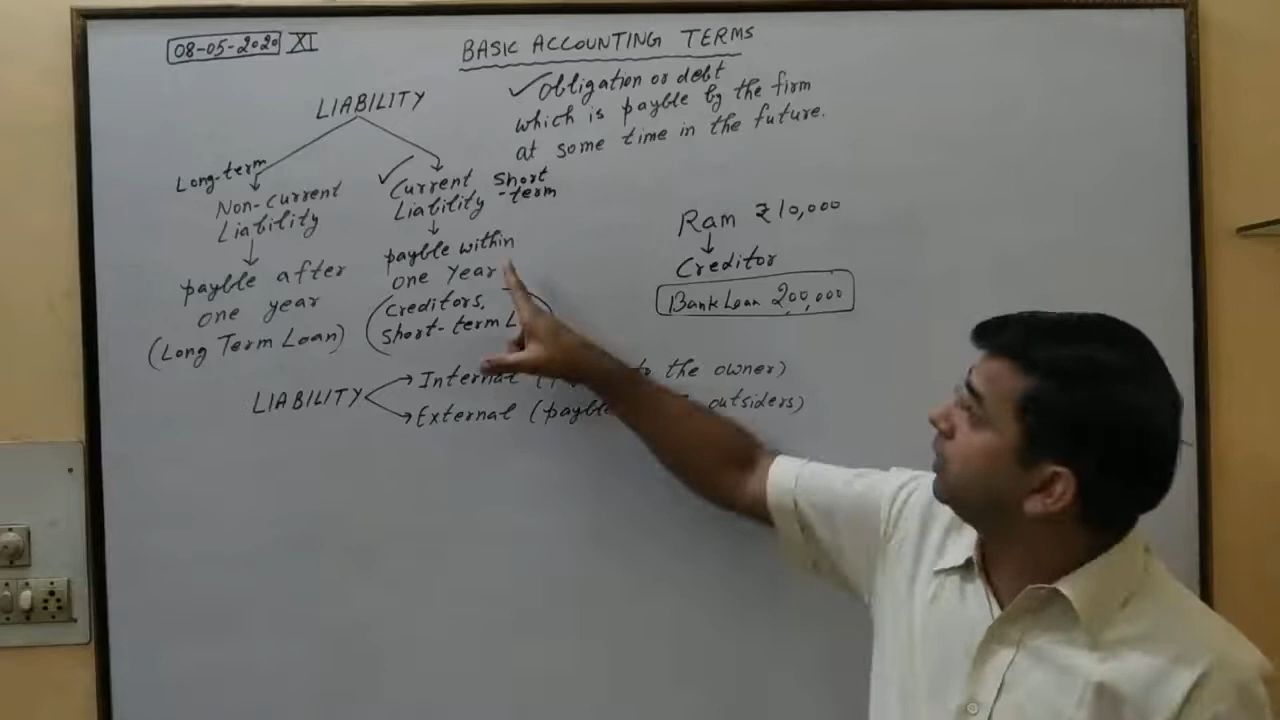 08-05-2020 XI
BASIC ACCOUNTING TERMS
Obligation or debt
which is payble by the firm
at some time in the future.
LIABILITY
Long-term
Non-Current
Liability
payble after
one year
(Long Term Loan)
Current Short
Liability -term
payble within
one Year
(Creditors,
Short-term
Ram ₹10,000
Creditor
Bank Loan 200,000
LIABILITY
Internal ( to the owner)
External (payble outsiders)